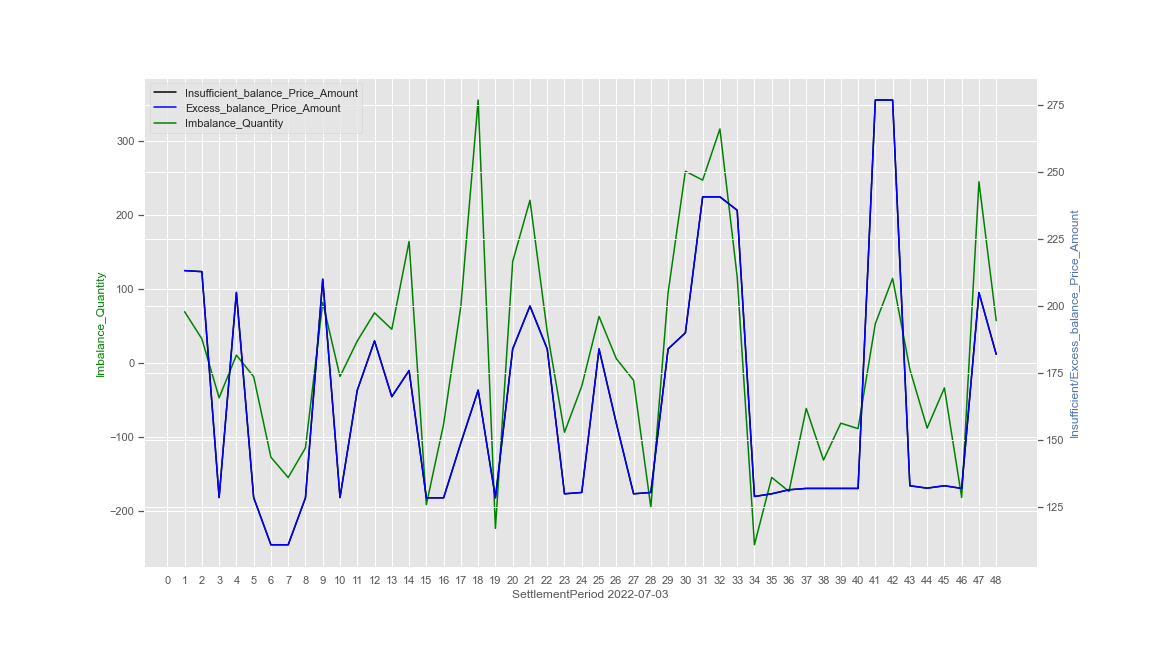 Insufficient_balance_Price_Amount
Excess_balance_Price_Amount
Imbalance_Quantity
300
200
100
0
−100
−200
Imbalance_Quantity
275
250
225
200
175
150
125
Insufficient/Excess_balance_Price_Amount
0 1 2 3 4 5 6 7 8 9 10 11 12 13 14 15 16 17 18 19 20 21 22 23 24 25 26 27 28 29 30 31 32 33 34 35 36 37 38 39 40 41 42 43 44 45 46 47 48
SettlementPeriod 2022-07-03